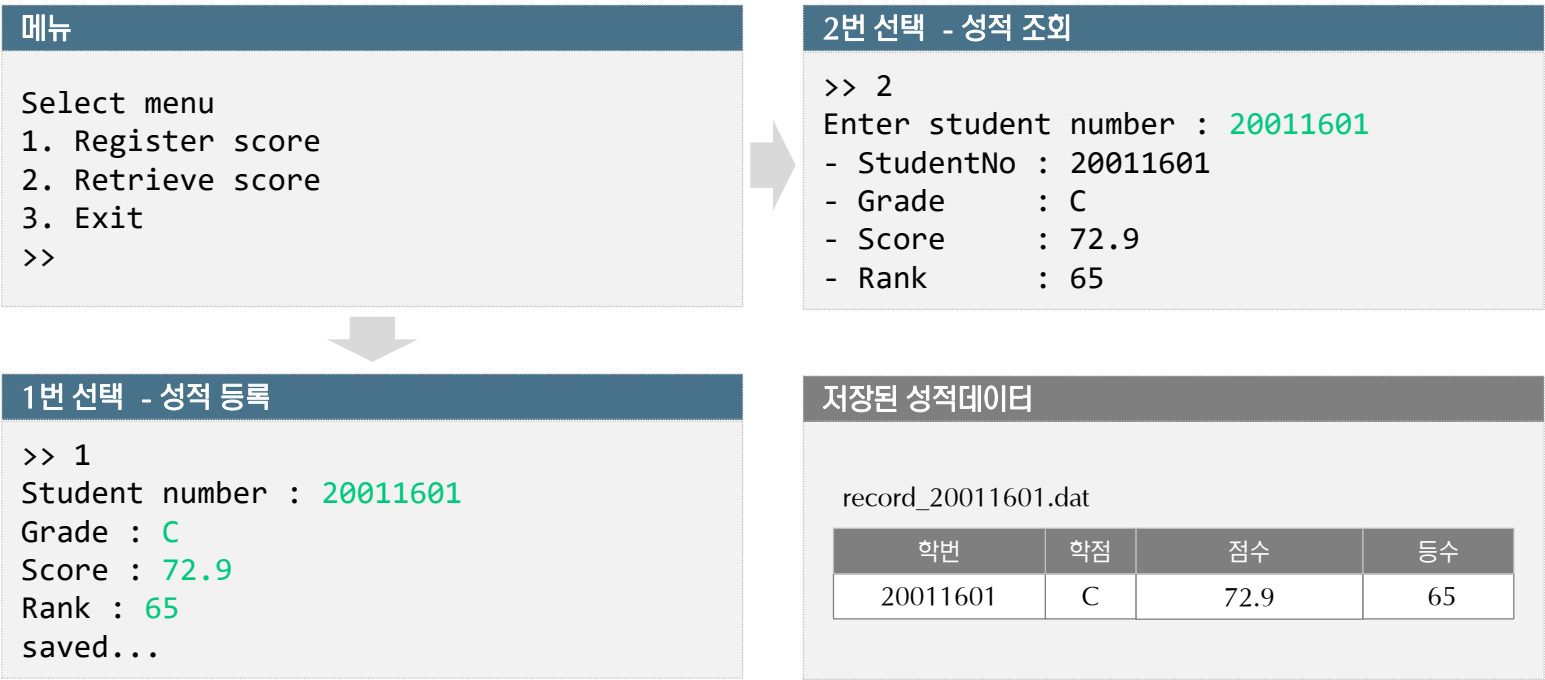 메뉴
Select menu
1. Register score
2. Retrieve score
3. Exit
>>
2번 선택 - 성적 조회
>> 2
Enter student number : 20011601
- StudentNo : 20011601
- Grade : C
- Score : 72.9
- Rank : 65
1번 선택 - 성적 등록
>> 1
Student number : 20011601
Grade : C
Score : 72.9
Rank : 65
saved...
저장된 성적데이터
record_20011601.dat
학번 학점 점수 등수
20011601 C 72.9 65